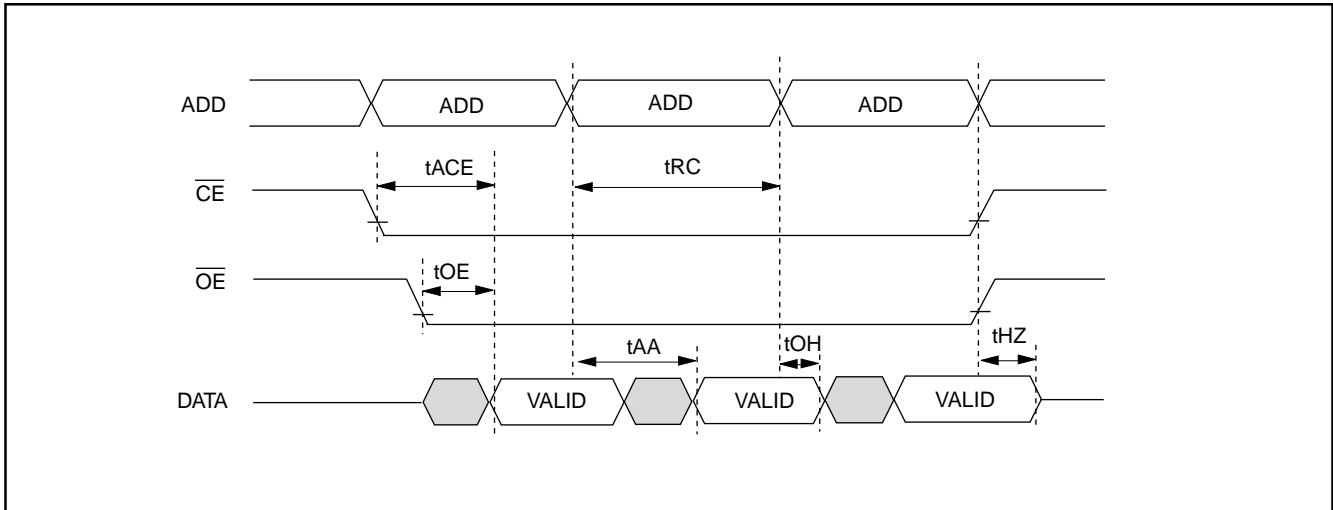 ADD ADD ADD ADD
tACE tRC
CE
tOE
OE
tAA tOH tHZ
DATA VALID VALID VALID